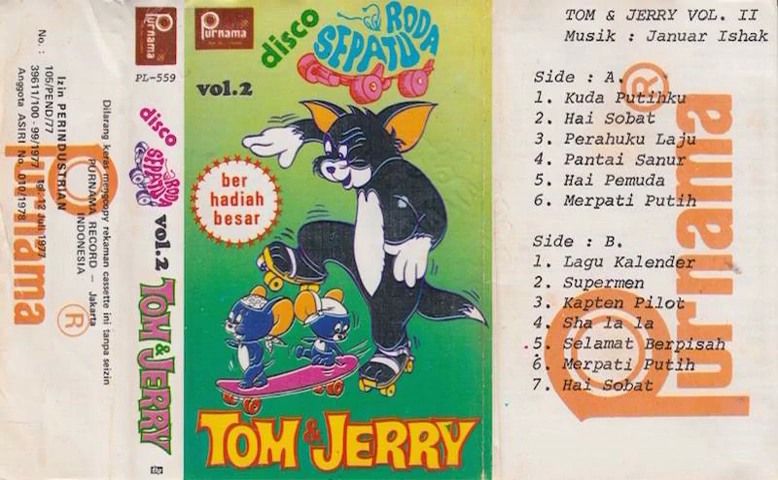 No. :
105/PEND/77
39611/100 - 99/1977 Tgl. 12 Juli 1977
Anggota ASIRI No. 010/1978
Izin PERINDUSTRIAN
Dilarang keras mengcopy rekaman cassette ini tanpa seizin
PURNAMA RECORD — Jakarta
INDONESIA
Purnama
®
Purnama
PL-559
disco
SEPATU
RODA
vol.2
TOM & JERRY
Purnama
disco
SEPATU
RODA
vol.2
ber
hadiah
besar
TOM & JERRY
TOM & JERRY VOL. II
Musik : Januar Ishak
Side : A.
1. Kuda Putihku
2. Hai Sobat
3. Perahuku Laju
4. Pantai Sanur
5. Hai Pemuda
6. Merpati Putih
Side : B.
1. Lagu Kalender
2. Supermen
3. Kapten Pilot
4. Sha la la
5. Selamat Berpisah
6. Merpati Putih
7. Hai Sobat
Purnama
®